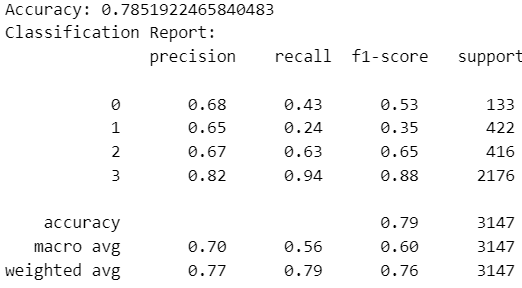 Accuracy: 0.7851922465840483
Classification Report:
precision recall f1-score support
0 0.68 0.43 0.53 133
1 0.65 0.24 0.35 422
2 0.67 0.63 0.65 416
3 0.82 0.94 0.88 2176
accuracy 0.79 3147
macro avg 0.70 0.56 0.60 3147
weighted avg 0.77 0.79 0.76 3147